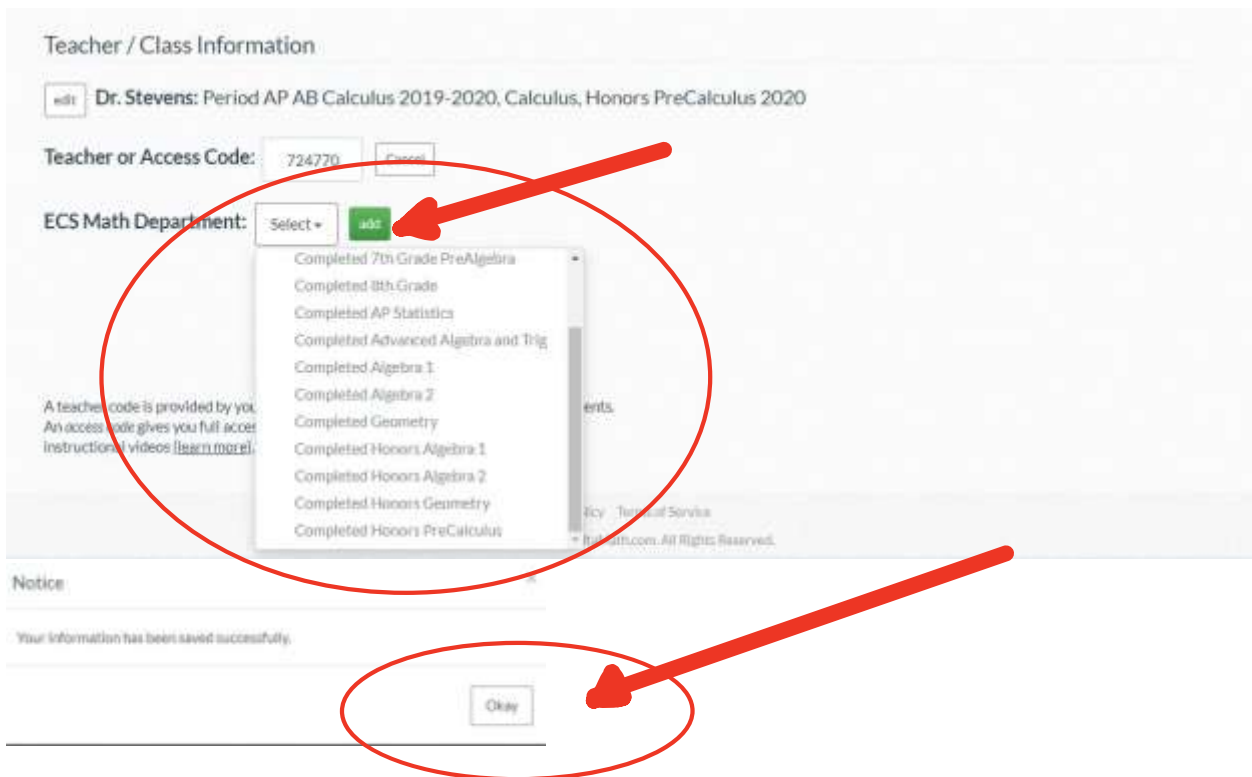 Teacher / Class Information
edit Dr. Stevens: Period AP AB Calculus 2019-2020, Calculus, Honors PreCalculus 2020
Teacher or Access Code: 724770 Cancel
ECS Math Department: Select add
Completed 7th Grade PreAlgebra
Completed 8th Grade
Completed AP Statistics
Completed Advanced Algebra and Trig
Completed Algebra 1
Completed Algebra 2
A teacher code is provided by you ents.
Completed Geometry
An access code gives you full acces
Completed Honors Algebra 1
instructional videos [learn more].
Completed Honors Algebra 2
Completed Honors Geometry
icy Terms of Service
Completed Honors PreCalculus
ltaMath.com. All Rights Reserved.
Notice ×
Your information has been saved successfully.
Okay